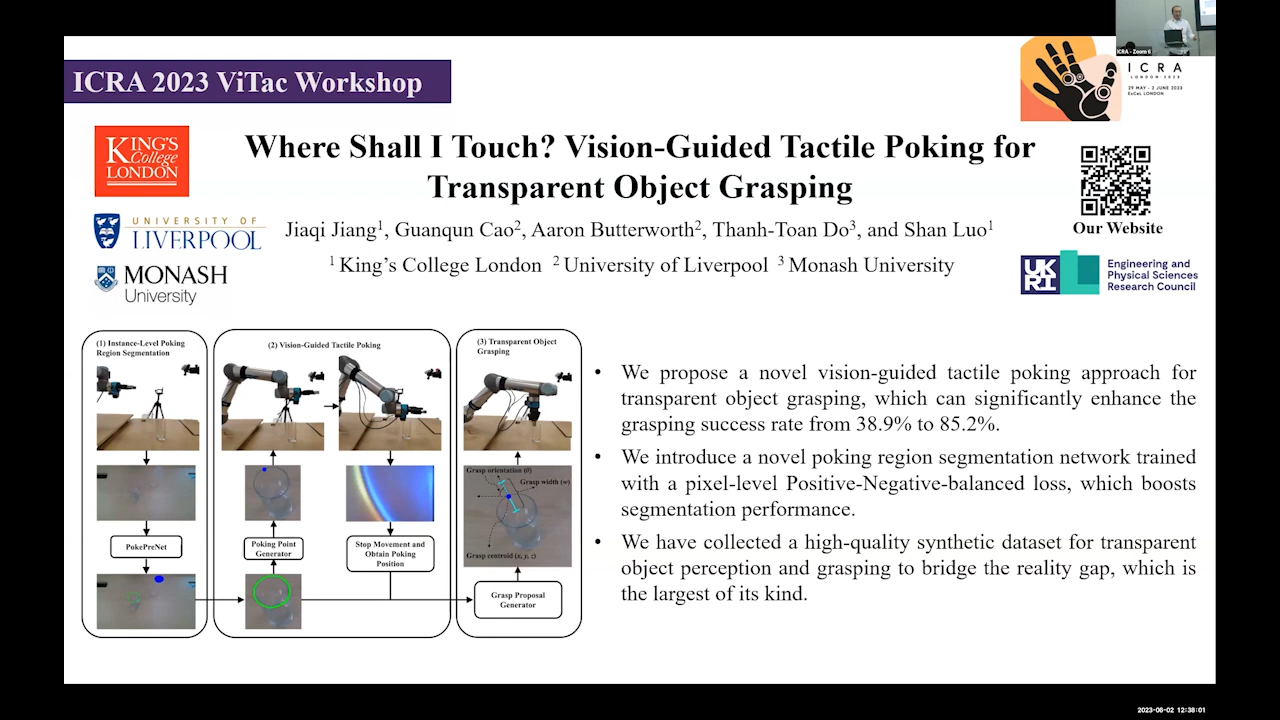 ICRA - Zoom 6
ICRA 2023 ViTac Workshop
I C R A
LONDON·2023
29 MAY - 2 JUNE 2023
ExCeL LONDON
KING'S
College
LONDON
Where Shall I Touch? Vision-Guided Tactile Poking for
Transparent Object Grasping
UNIVERSITY OF
LIVERPOOL
Jiaqi Jiang¹, Guanqun Cao², Aaron Butterworth², Thanh-Toan Do³, and Shan Luo¹
Our Website
¹ King's College London ² University of Liverpool ³ Monash University
MONASH
University
UK
RI
Engineering and
Physical Sciences
Research Council
(1) Instance-Level Poking
Region Segmentation
PokePreNet
(2) Vision-Guided Tactile Poking
Poking Point
Generator
Stop Movement and
Obtain Poking
Position
(3) Transparent Object
Grasping
Grasp orientation (θ)
Grasp width (w)
Grasp centroid (x, y, z)
Grasp Proposal
Generator
• We propose a novel vision-guided tactile poking approach for
transparent object grasping, which can significantly enhance the
grasping success rate from 38.9% to 85.2%.
• We introduce a novel poking region segmentation network trained
with a pixel-level Positive-Negative-balanced loss, which boosts
segmentation performance.
• We have collected a high-quality synthetic dataset for transparent
object perception and grasping to bridge the reality gap, which is
the largest of its kind.
2023-06-02 12:38:01